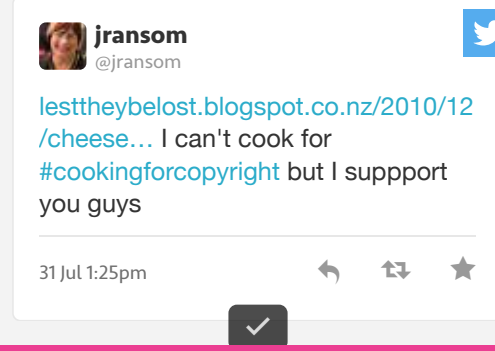 jransom
@jransom
lesttheybelost.blogspot.co.nz/2010/12
/cheese… I can't cook for
#cookingforcopyright but I suppport
you guys
31 Jul 1:25pm